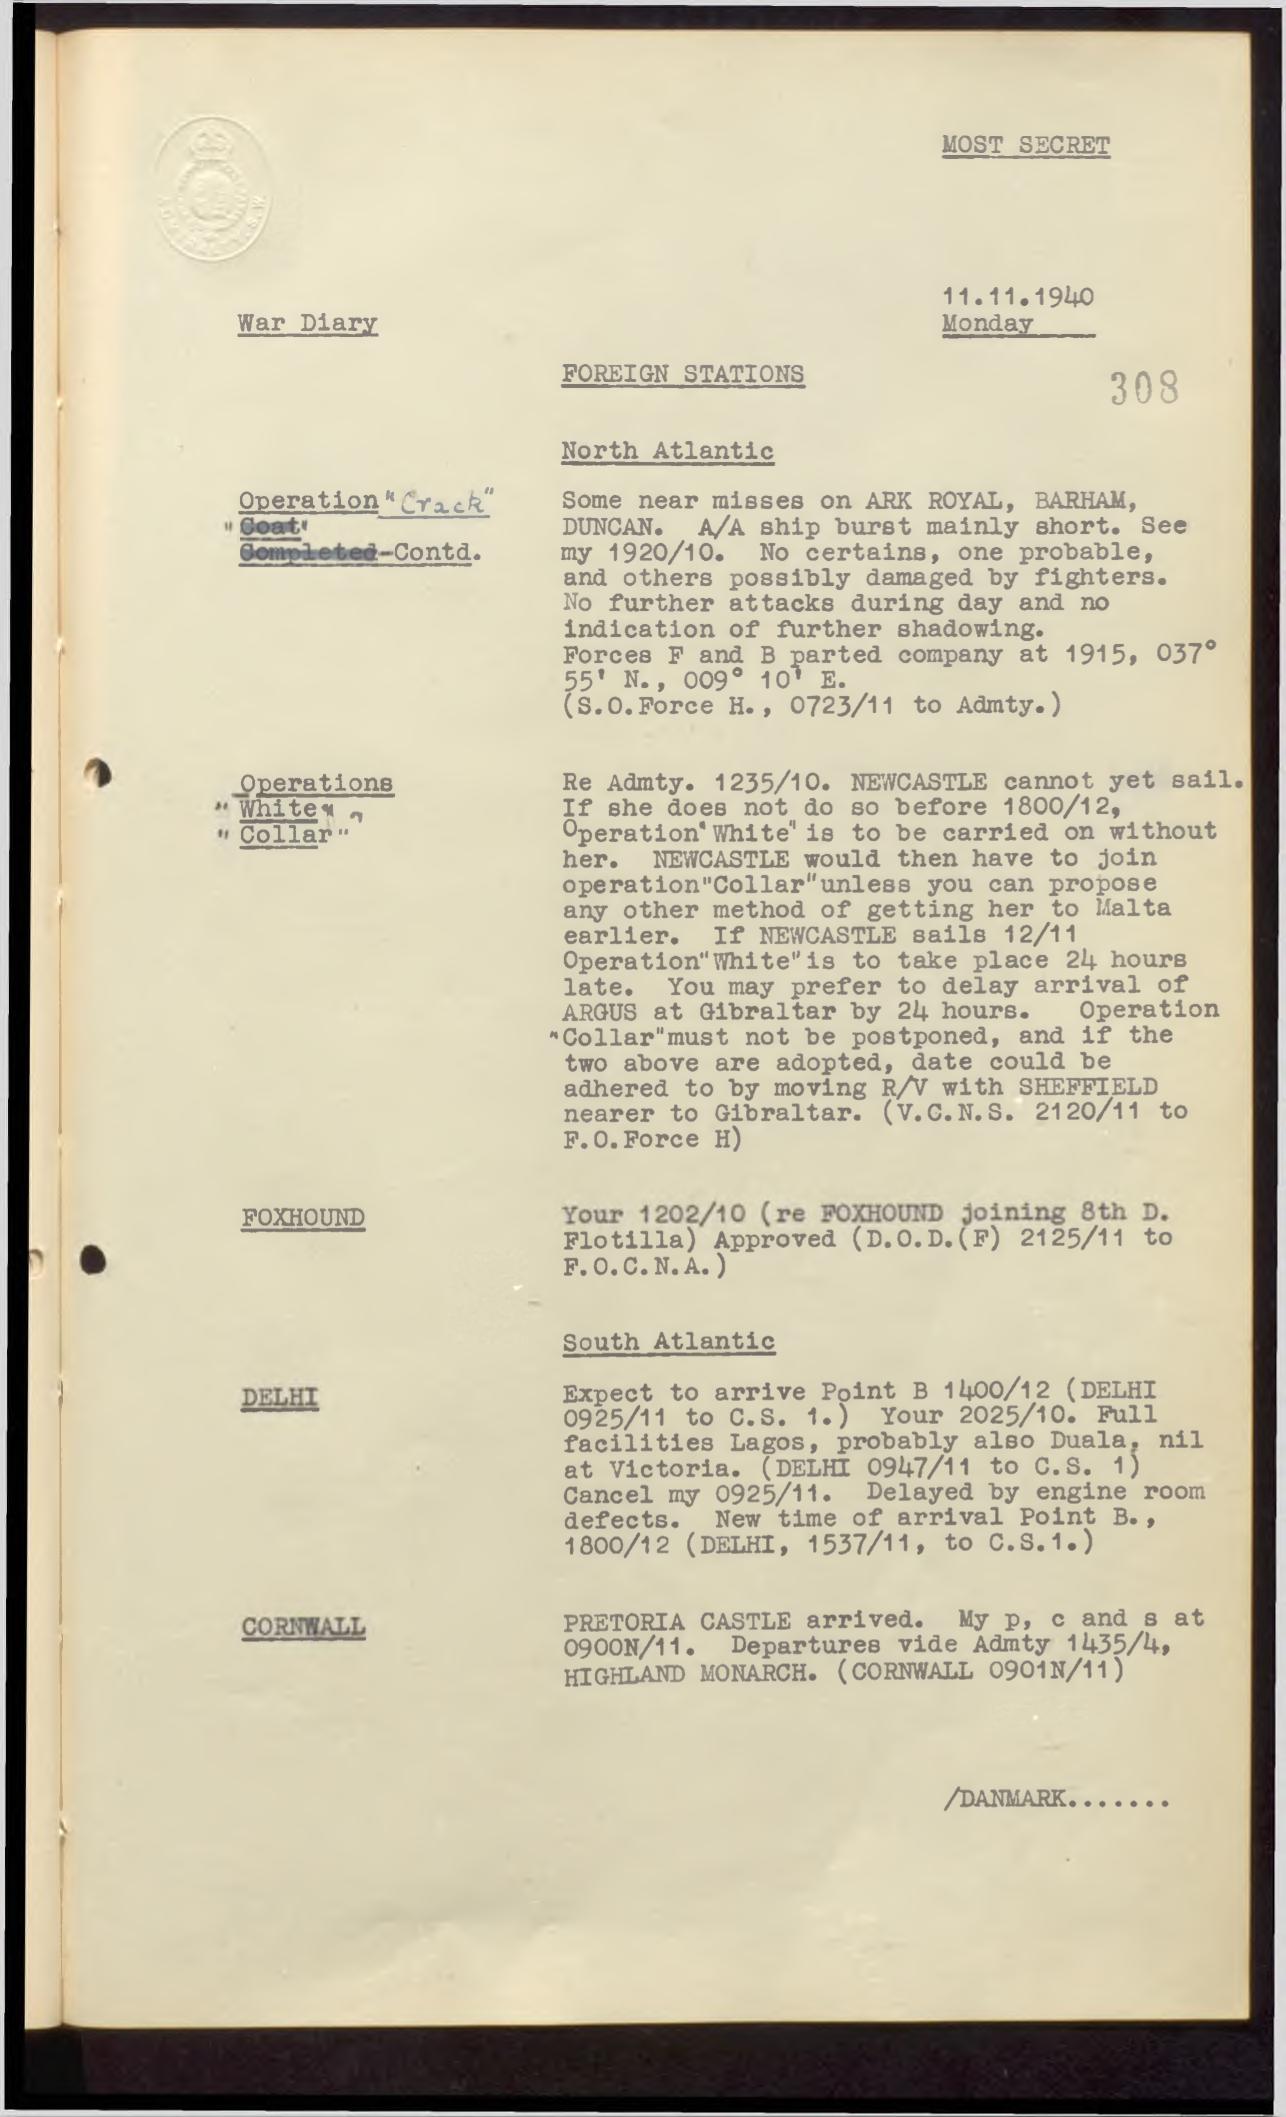 MOST SECRET
11.11.1940
War Diary
Monday
FOREIGN STATIONS
308
North Atlantic
Operation "Crack"
"Coat"
Completed-Contd.
Some near misses on ARK ROYAL, BARHAM,
DUNCAN. A/A ship burst mainly short. See
my 1920/10. No certains, one probable,
and others possibly damaged by fighters.
No further attacks during day and no
indication of further shadowing.
Forces F and B parted company at 1915, 037°
55' N., 009° 10' E.
(S.O.Force H., 0723/11 to Admty.)
Operations
"White",
"Collar"
Re Admty. 1235/10. NEWCASTLE cannot yet sail.
If she does not do so before 1800/12,
Operation"White" is to be carried on without
her. NEWCASTLE would then have to join
operation"Collar"unless you can propose
any other method of getting her to Malta
earlier. If NEWCASTLE sails 12/11
Operation"White"is to take place 24 hours
late. You may prefer to delay arrival of
ARGUS at Gibraltar by 24 hours. Operation
"Collar"must not be postponed, and if the
two above are adopted, date could be
adhered to by moving R/V with SHEFFIELD
nearer to Gibraltar. (V.C.N.S. 2120/11 to
F.O.Force H)
FOXHOUND
Your 1202/10 (re FOXHOUND joining 8th D.
Flotilla) Approved (D.O.D.(F) 2125/11 to
F.O.C.N.A.)
South Atlantic
DELHI
Expect to arrive Point B 1400/12 (DELHI
0925/11 to C.S. 1.) Your 2025/10. Full
facilities Lagos, probably also Duala, nil
at Victoria. (DELHI 0947/11 to C.S. 1)
Cancel my 0925/11. Delayed by engine room
defects. New time of arrival Point B.,
1800/12 (DELHI, 1537/11, to C.S.1.)
CORNWALL
PRETORIA CASTLE arrived. My p, c and s at
0900N/11. Departures vide Admty 1435/4,
HIGHLAND MONARCH. (CORNWALL 0901N/11)
/DANMARK.......